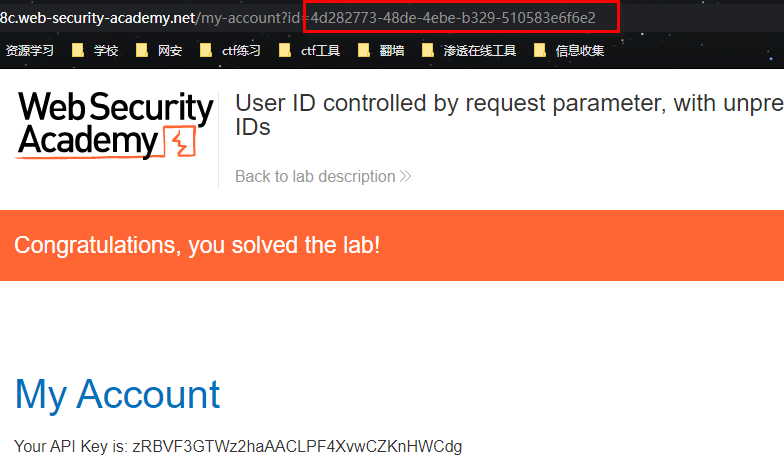 8c.web-security-academy.net/my-account?id=4d282773-48de-4ebe-b329-510583e6f6e2
资源学习 学校 网安 ctf练习 ctf工具 翻墙 渗透在线工具 信息收集
Web Security
Academy
User ID controlled by request parameter, with unpre
IDs
Back to lab description
Congratulations, you solved the lab!
My Account
Your API Key is: zRBVF3GTWz2haAACLPF4XvwCZKnHWCdg